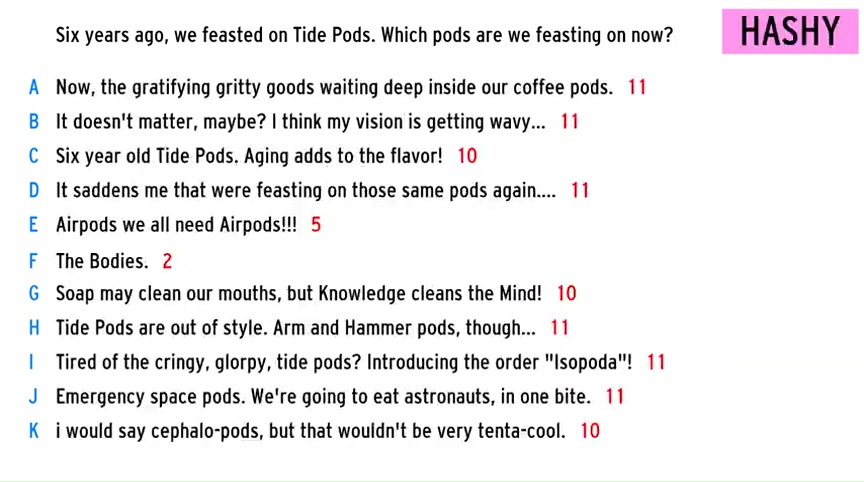 Six years ago, we feasted on Tide Pods. Which pods are we feasting on now?
HASHY
A Now, the gratifying gritty goods waiting deep inside our coffee pods. 11
B It doesn't matter, maybe? I think my vision is getting wavy... 11
C Six year old Tide Pods. Aging adds to the flavor! 10
D It saddens me that were feasting on those same pods again.... 11
E Airpods we all need Airpods!!! 5
F The Bodies. 2
G Soap may clean our mouths, but Knowledge cleans the Mind! 10
H Tide Pods are out of style. Arm and Hammer pods, though... 11
I Tired of the cringy, glorpy, tide pods? Introducing the order "Isopoda"! 11
J Emergency space pods. We're going to eat astronauts, in one bite. 11
K i would say cephalo-pods, but that wouldn't be very tenta-cool. 10